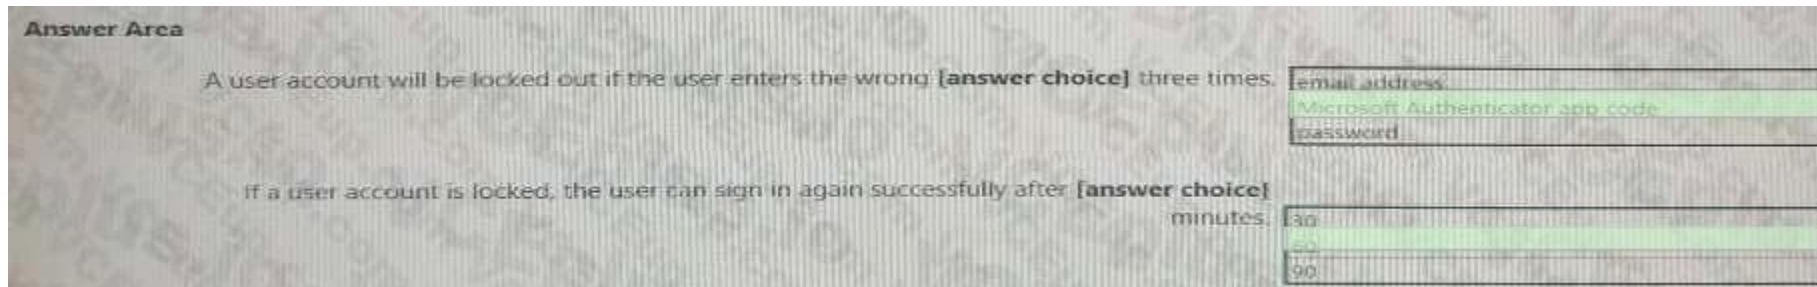 Answer Area
A user account will be locked out if the user enters the wrong [answer choice] three times.
email address
Microsoft Authenticator app code
password
If a user account is locked, the user can sign in again successfully after [answer choice]
minutes.
30
60
90